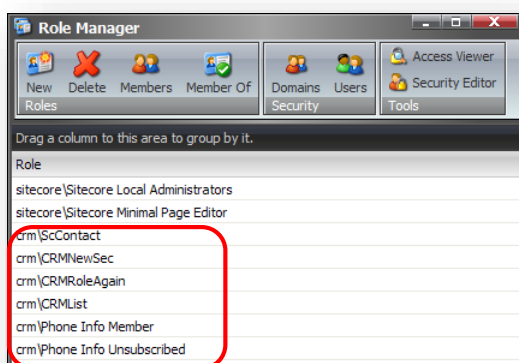 Role Manager
New Delete Members Member Of Domains Users Access Viewer
Security Editor
Roles Security Tools
Drag a column to this area to group by it.
Role
sitecore\Sitecore Local Administrators
sitecore\Sitecore Minimal Page Editor
crm\ScContact
crm\CRMNewSec
crm\CRMRoleAgain
crm\CRMList
crm\Phone Info Member
crm\Phone Info Unsubscribed